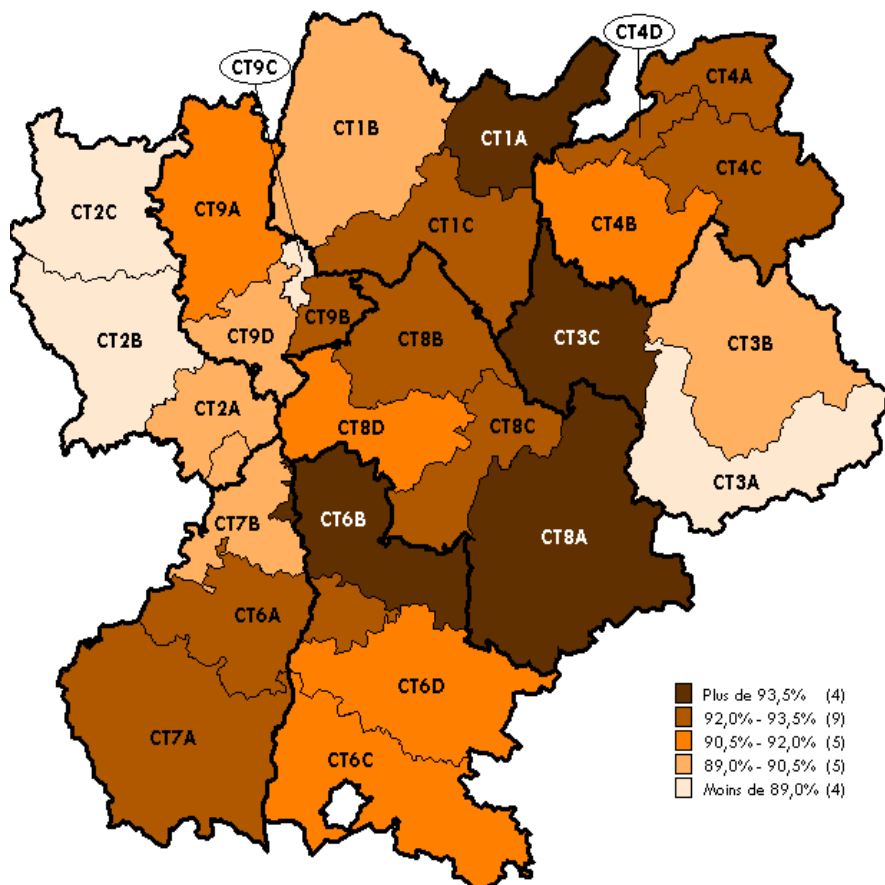 CT4D
CT9C
CT4A
CT1B
CT1A
CT4C
CT2C
CT9A
CT1C
CT4B
CT9B
CT9D
CT2B
CT8B
CT3C
CT3B
CT2A
CT8D
CT8C
CT3A
CT6B
CT7B
CT8A
CT6A
CT6D
CT7A
CT6C
Plus de 93,5% (4)
92,0% - 93,5% (9)
90,5% - 92,0% (5)
89,0% - 90,5% (5)
Moins de 89,0% (4)